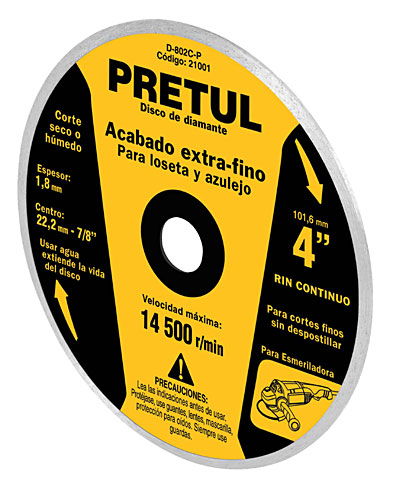 D-802C-P
Código: 21001
PRETUL
Disco de diamante
Acabado extra-fino
Para loseta y azulejo
Corte
seco o
húmedo
Espesor:
1,8 mm
Centro:
22,2 mm - 7/8”
Usar agua
extiende la vida
del disco
101,6 mm
4”
RIN CONTINUO
Para cortes finos
sin despostillar
Para Esmeriladora
Velocidad máxima:
14 500 r/min
PRECAUCIONES:
Lea las indicaciones antes de usar.
Protéjase, use guantes, lentes, mascarilla,
protección para oídos. Siempre use
guardas.